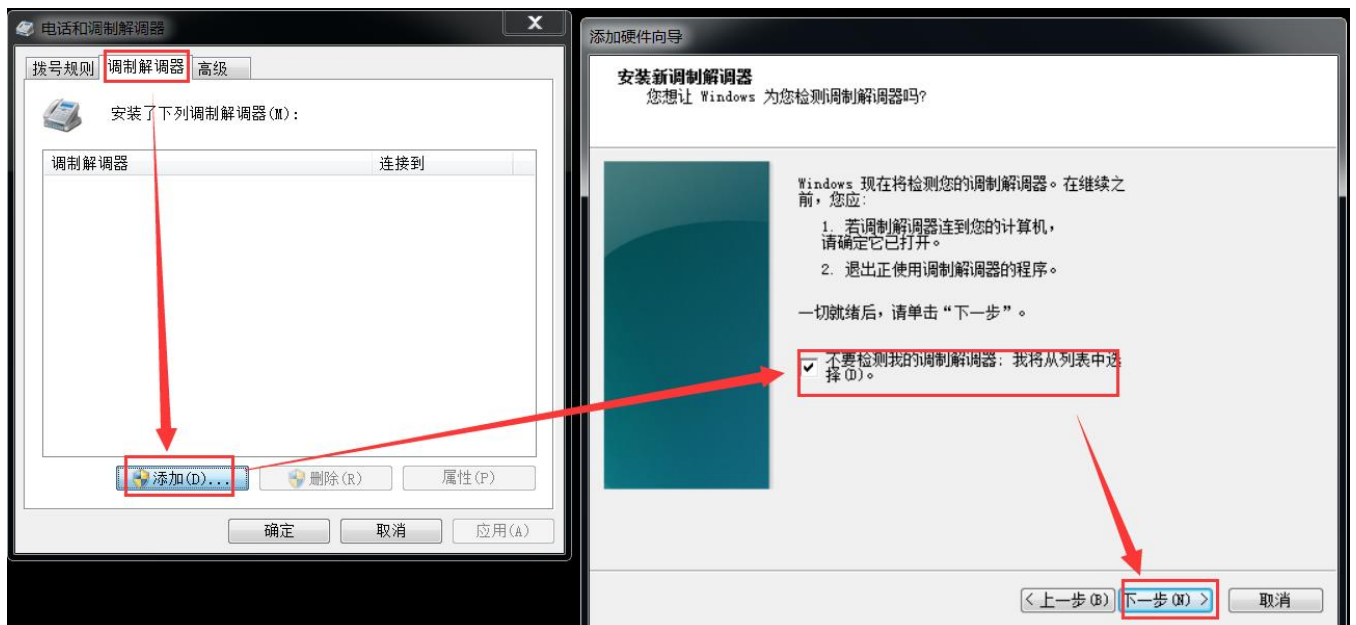 电话和调制解调器
拨号规则 调制解调器 高级
安装了下列调制解调器(M):
调制解调器 连接到
添加(D)... 删除(R) 属性(P)
确定 取消 应用(A)
添加硬件向导
安装新调制解调器
您想让 Windows 为您检测调制解调器吗?
Windows 现在将检测您的调制解调器。在继续之
前，您应:
1. 若调制解调器连到您的计算机，
请确定它已打开。
2. 退出正使用调制解调器的程序。
一切就绪后，请单击“下一步”。
不要检测我的调制解调器; 我将从列表中选
择(D)。
< 上一步(B) 下一步(N) > 取消